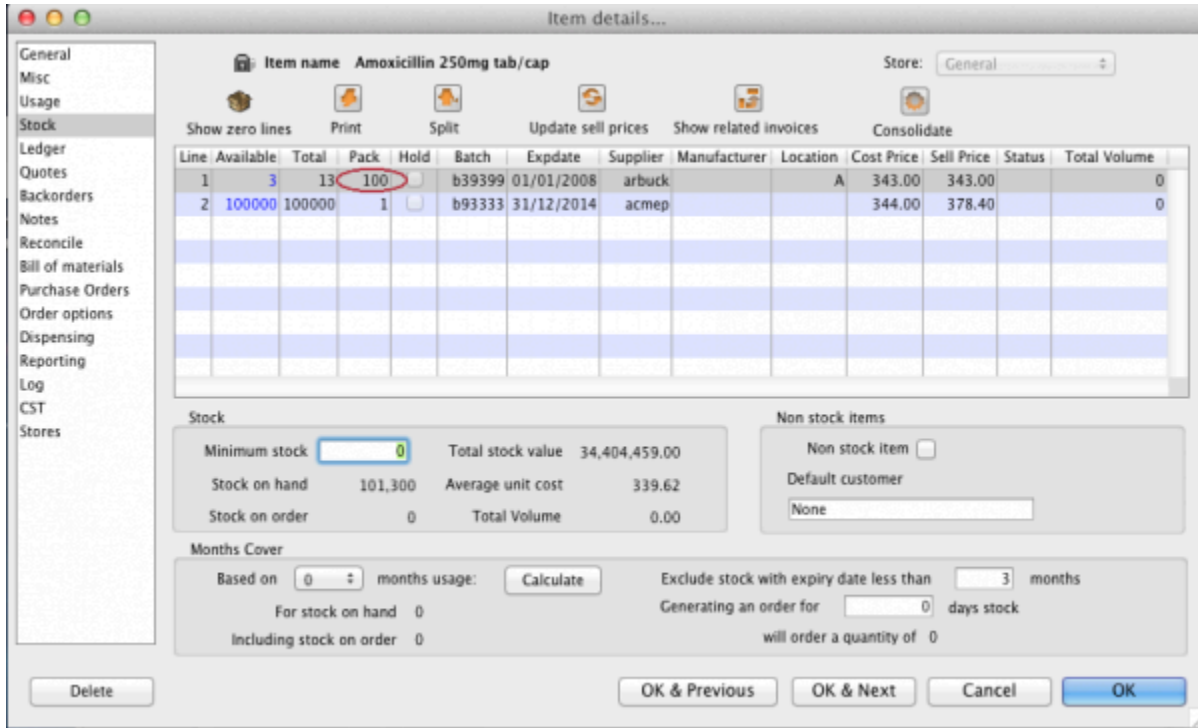 Item details...
General
Misc
Usage
Stock
Ledger
Quotes
Backorders
Notes
Reconcile
Bill of materials
Purchase Orders
Order options
Dispensing
Reporting
Log
CST
Stores
Item name Amoxicillin 250mg tab/cap
Store: General
Show zero lines Print Split Update sell prices Show related invoices Consolidate
Line Available Total Pack Hold Batch Expdate Supplier Manufacturer Location Cost Price Sell Price Status Total Volume
1 3 13 100 b39399 01/01/2008 arbuck A 343.00 343.00 0
2 100000 100000 1 b93333 31/12/2014 acmep 344.00 378.40 0
Stock
Minimum stock 0 Total stock value 34,404,459.00
Stock on hand 101,300 Average unit cost 339.62
Stock on order 0 Total Volume 0.00
Non stock items
Non stock item
Default customer
None
Months Cover
Based on 0 months usage: Calculate Exclude stock with expiry date less than 3 months
For stock on hand 0 Generating an order for 0 days stock
Including stock on order 0 will order a quantity of 0
Delete OK & Previous OK & Next Cancel OK